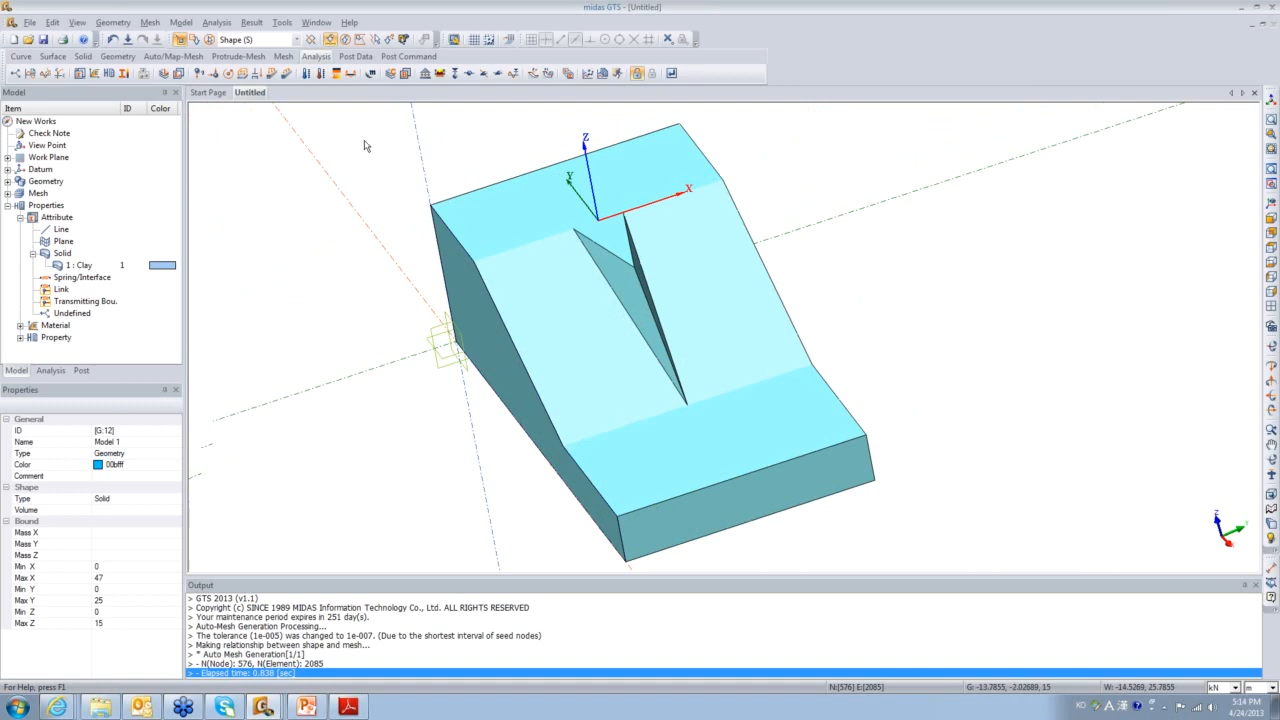 midas GTS - [Untitled]
File Edit View Geometry Mesh Model Analysis Result Tools Window Help
Shape (S)
Curve Surface Solid Geometry Auto/Map-Mesh Protrude-Mesh Mesh Analysis Post Data Post Command
Model
Start Page Untitled
Item ID Color
New Works
Check Note
View Point
Work Plane
Datum
Geometry
Mesh
Properties
Attribute
Line
Plane
Solid
1 : Clay 1
Spring/Interface
Link
Transmitting Bou.
Undefined
Material
Property
Model Analysis Post
Z
Y
X
Properties
General
ID [G:12]
Name Model 1
Type Geometry
Color 00bfff
Comment
Shape
Type Solid
Volume
Bound
Mass X
Mass Y
Mass Z
Min X 0
Max X 47
Min Y 0
Max Y 25
Min Z 0
Max Z 15
Z
Y
Output
> GTS 2013 (v1.1)
> Copyright (c) SINCE 1989 MIDAS Information Technology Co., Ltd. ALL RIGHTS RESERVED
> Your maintenance period expires in 251 day(s).
> Auto-Mesh Generation Processing...
> The tolerance (1e-005) was changed to 1e-007. (Due to the shortest interval of seed nodes)
> Making relationship between shape and mesh...
> * Auto Mesh Generation[1/1]
> - N(Node): 576, N(Element): 2085
> - Elapsed time: 0.838 [sec]
For Help, press F1
N:[576] E:[2085]
G: -13.7855, -2.02689, 15
W: -14.5269, 25.7855
kN
m
KO A 漢
5:14 PM
4/24/2013